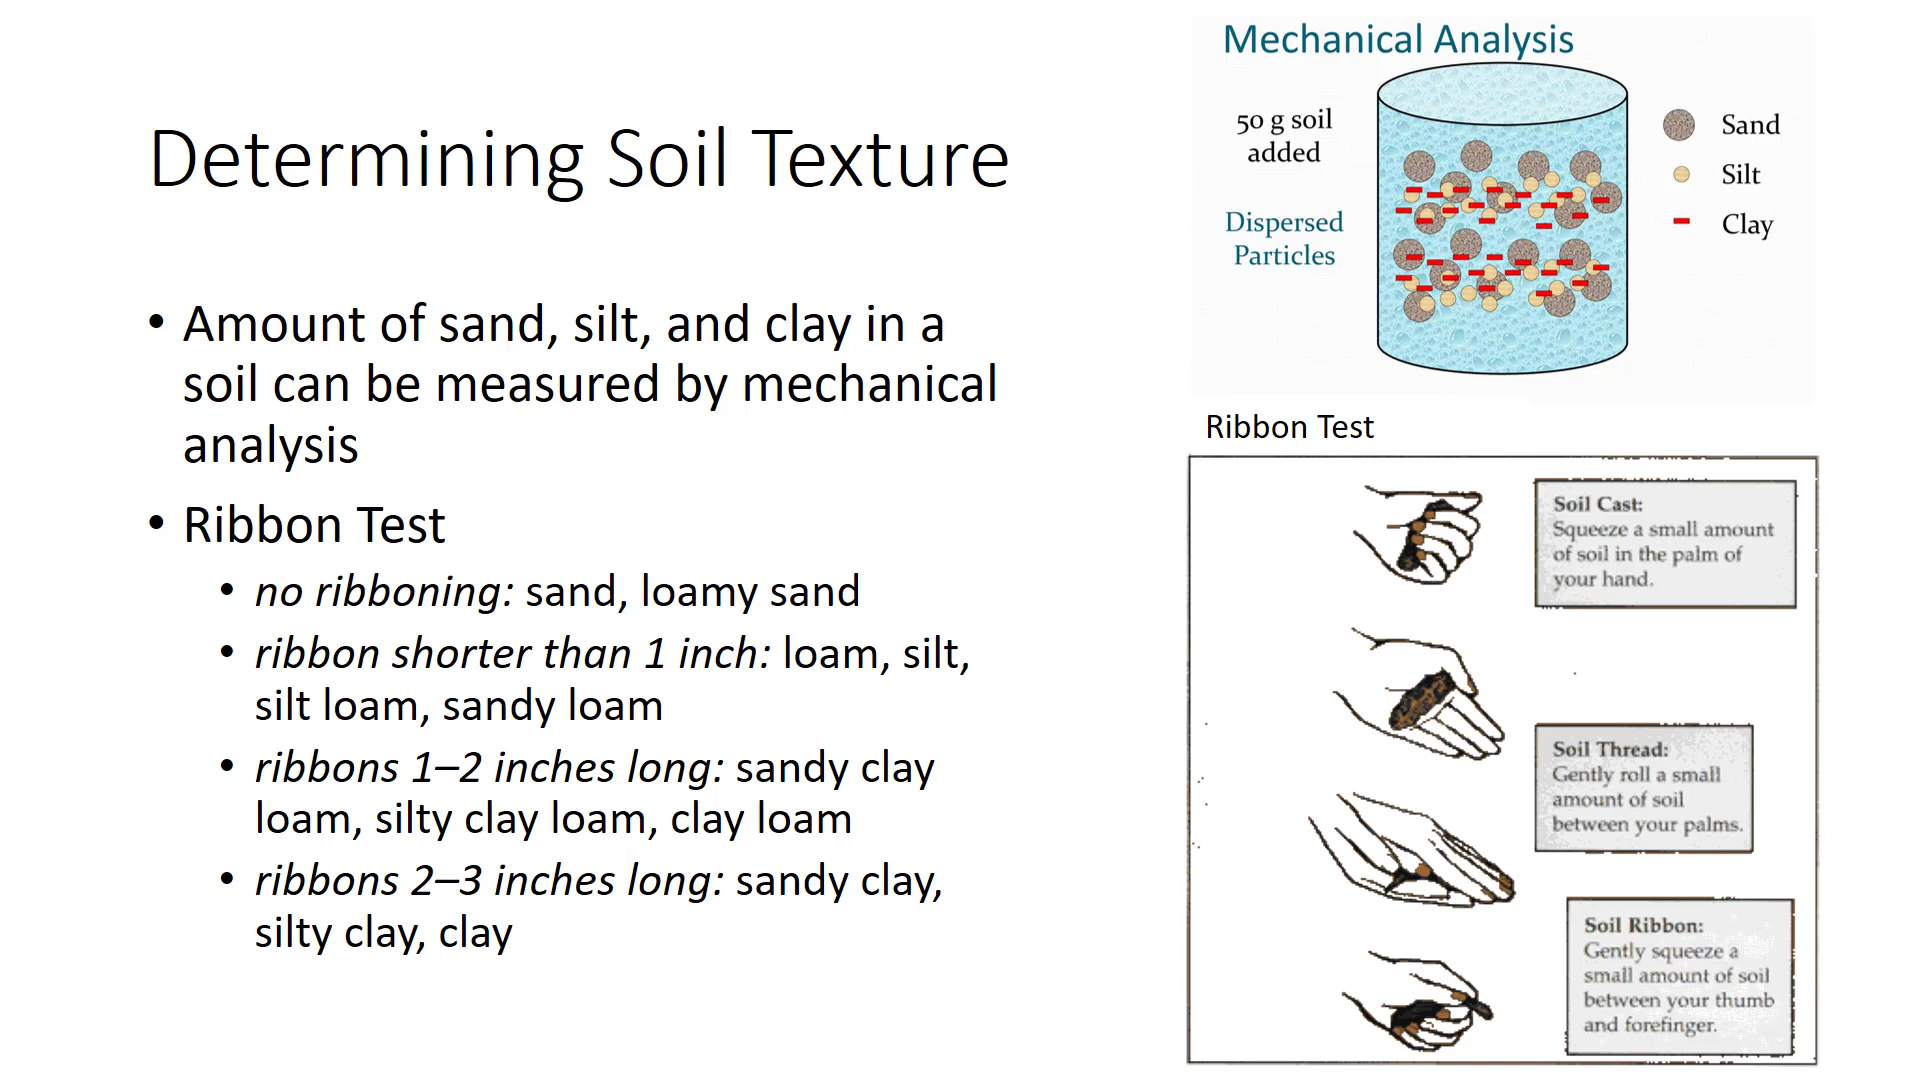 Determining Soil Texture
• Amount of sand, silt, and clay in a
soil can be measured by mechanical
analysis
• Ribbon Test
• no ribboning: sand, loamy sand
• ribbon shorter than 1 inch: loam, silt,
silt loam, sandy loam
• ribbons 1–2 inches long: sandy clay
loam, silty clay loam, clay loam
• ribbons 2–3 inches long: sandy clay,
silty clay, clay
Mechanical Analysis
50 g soil
added
Dispersed
Particles
Sand
Silt
Clay
Ribbon Test
Soil Cast:
Squeeze a small amount
of soil in the palm of
your hand.
Soil Thread:
Gently roll a small
amount of soil
between your palms.
Soil Ribbon:
Gently squeeze a
small amount of soil
between your thumb
and forefinger.